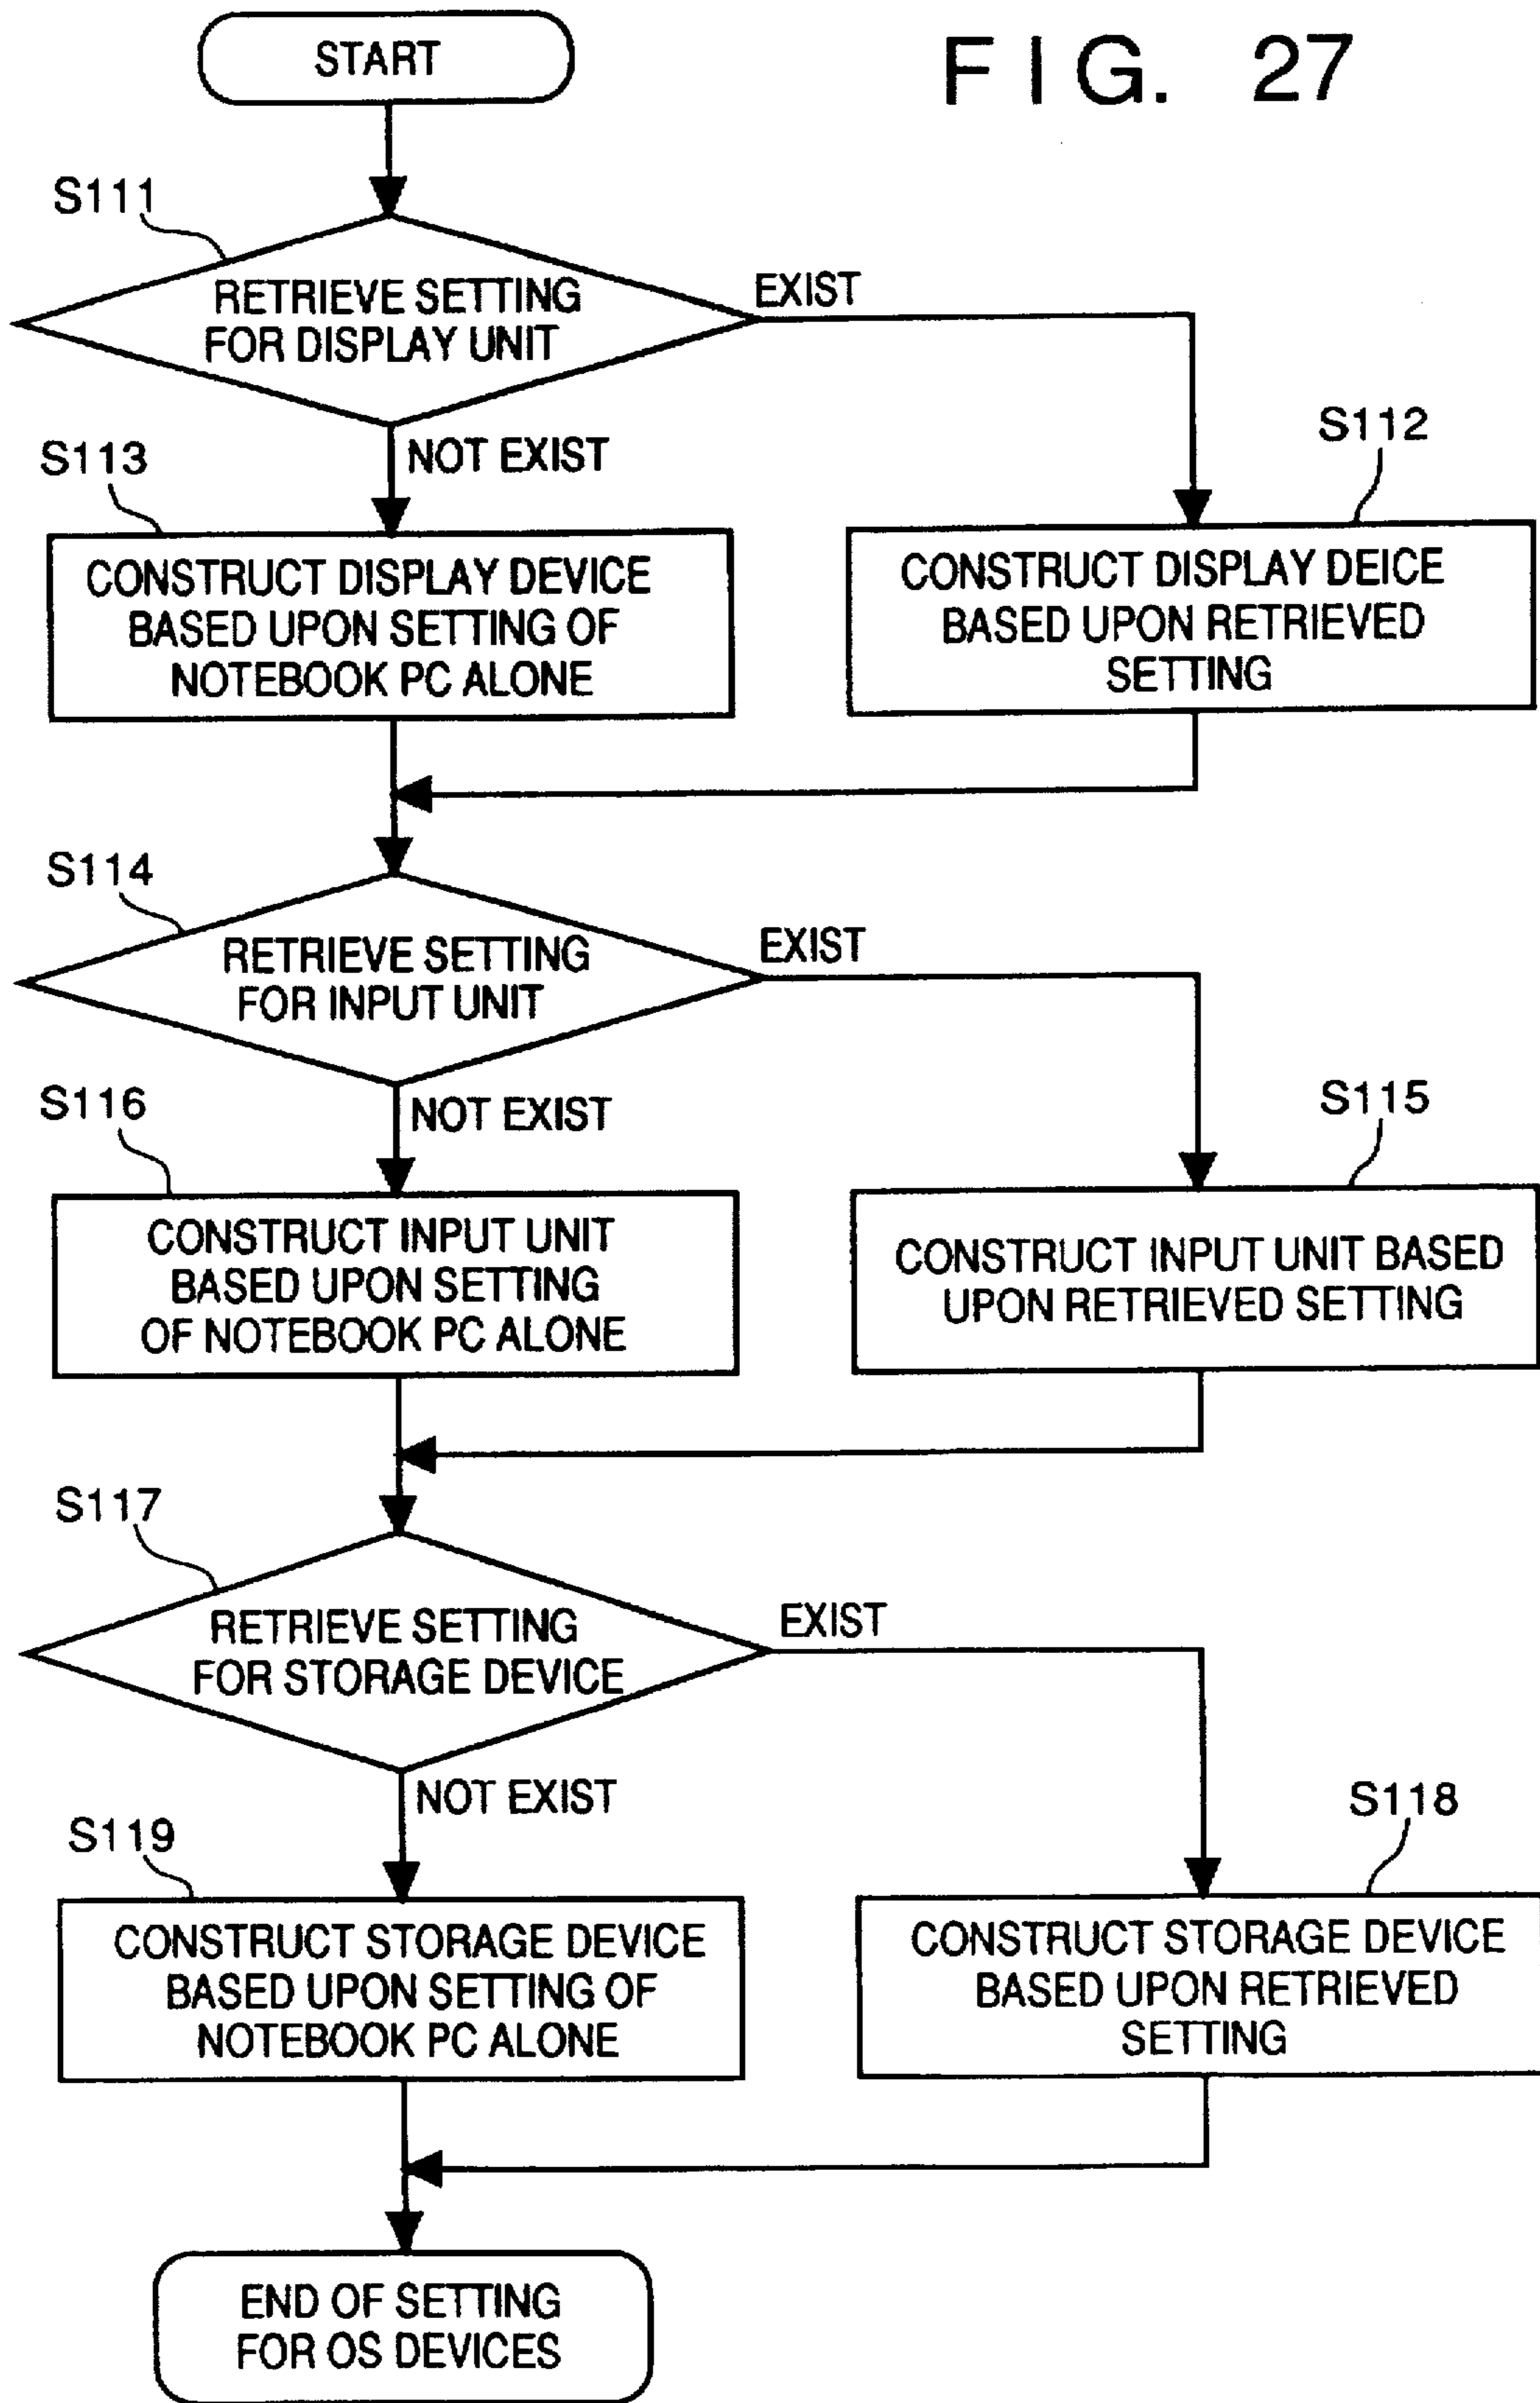 START
FIG. 27
S111
RETRIEVE SETTING
FOR DISPLAY UNIT
EXIST
NOT EXIST
S113
S112
CONSTRUCT DISPLAY DEVICE
BASED UPON SETTING OF
NOTEBOOK PC ALONE
CONSTRUCT DISPLAY DEICE
BASED UPON RETRIEVED
SETTING
S114
RETRIEVE SETTING
FOR INPUT UNIT
EXIST
NOT EXIST
S116
S115
CONSTRUCT INPUT UNIT
BASED UPON SETTING
OF NOTEBOOK PC ALONE
CONSTRUCT INPUT UNIT BASED
UPON RETRIEVED SETTING
S117
RETRIEVE SETTING
FOR STORAGE DEVICE
EXIST
NOT EXIST
S119
S118
CONSTRUCT STORAGE DEVICE
BASED UPON SETTING OF
NOTEBOOK PC ALONE
CONSTRUCT STORAGE DEVICE
BASED UPON RETRIEVED
SETTING
END OF SETTING
FOR OS DEVICES